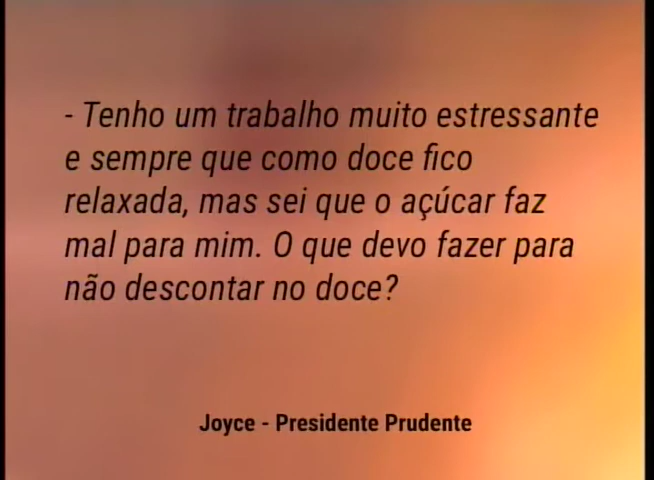 - Tenho um trabalho muito estressante
e sempre que como doce fico
relaxada, mas sei que o açúcar faz
mal para mim. O que devo fazer para
não descontar no doce?
Joyce - Presidente Prudente